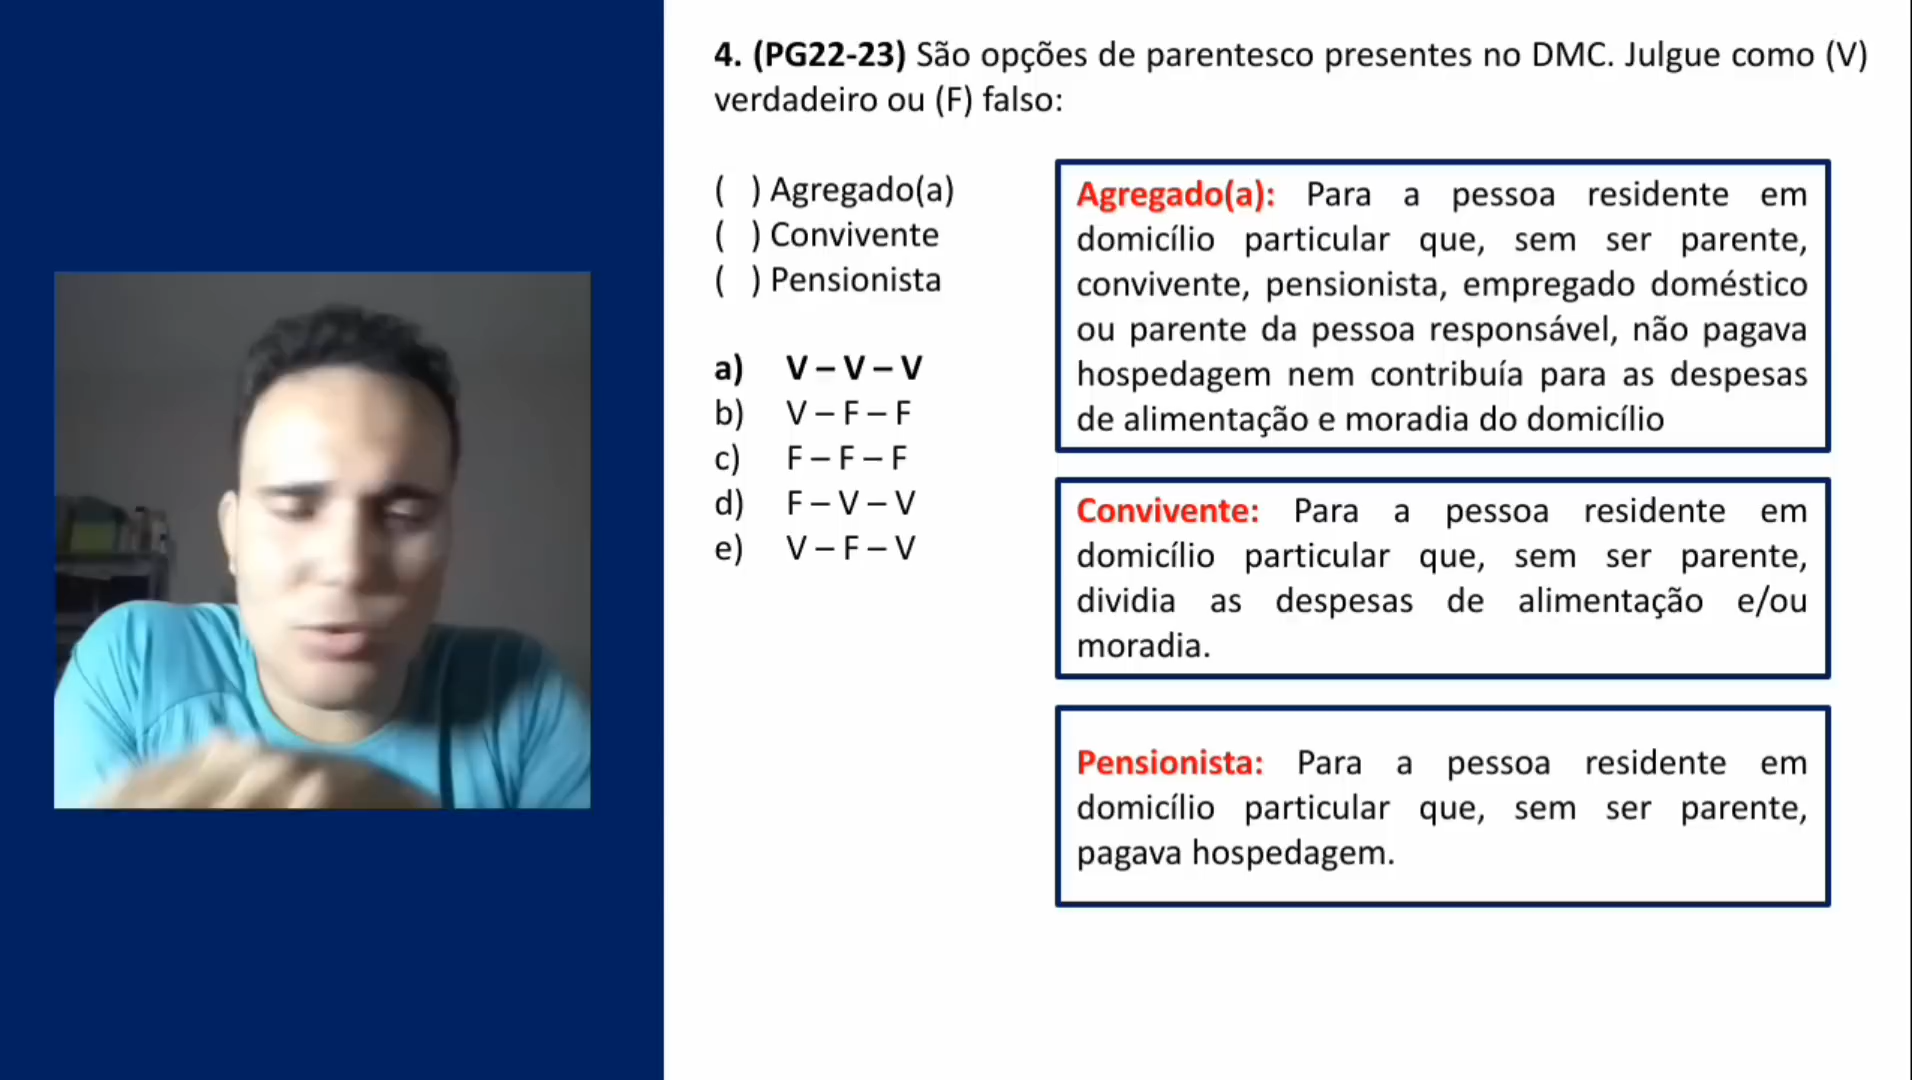 4. (PG22-23) São opções de parentesco presentes no DMC. Julgue como (V)
verdadeiro ou (F) falso:
(   ) Agregado(a)
(   ) Convivente
(   ) Pensionista
a) V – V – V
b) V – F – F
c) F – F – F
d) F – V – V
e) V – F – V
Agregado(a): Para a pessoa residente em
domicílio particular que, sem ser parente,
convivente, pensionista, empregado doméstico
ou parente da pessoa responsável, não pagava
hospedagem nem contribuía para as despesas
de alimentação e moradia do domicílio
Convivente: Para a pessoa residente em
domicílio particular que, sem ser parente,
dividia as despesas de alimentação e/ou
moradia.
Pensionista: Para a pessoa residente em
domicílio particular que, sem ser parente,
pagava hospedagem.